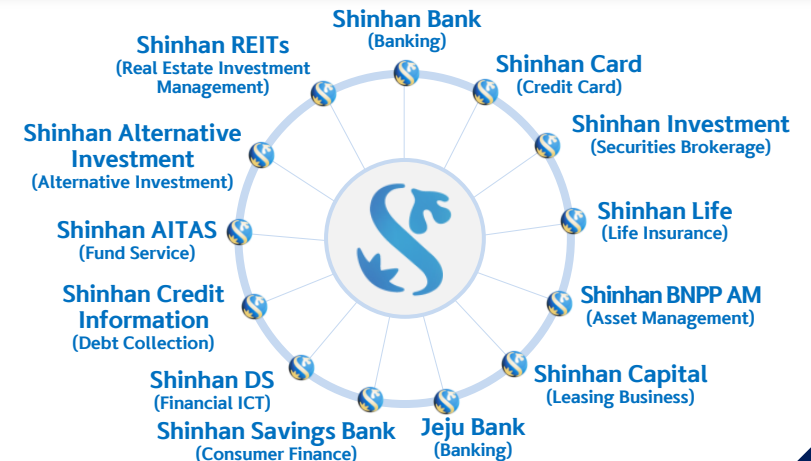 Shinhan Bank
(Banking)
Shinhan Card
(Credit Card)
Shinhan Investment
(Securities Brokerage)
Shinhan Life
(Life Insurance)
Shinhan BNPP AM
(Asset Management)
Shinhan Capital
(Leasing Business)
Jeju Bank
(Banking)
Shinhan Savings Bank
(Consumer Finance)
Shinhan DS
(Financial ICT)
Shinhan Credit
Information
(Debt Collection)
Shinhan AITAS
(Fund Service)
Shinhan Alternative
Investment
(Alternative Investment)
Shinhan REITs
(Real Estate Investment
Management)